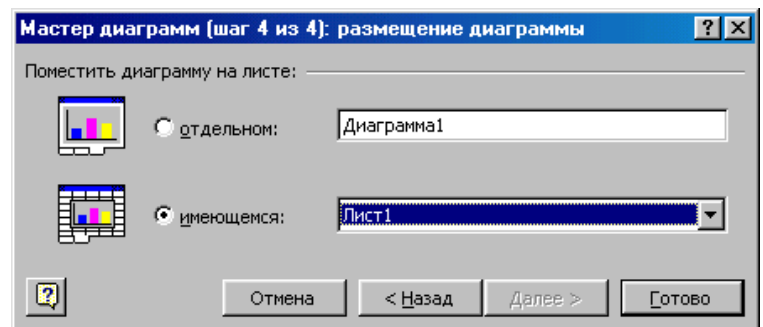 Мастер диаграмм (шаг 4 из 4): размещение диаграммы
Поместить диаграмму на листе:
отдельном: Диаграмма1
имеющемся: Лист1
Отмена < Назад Далее > Готово